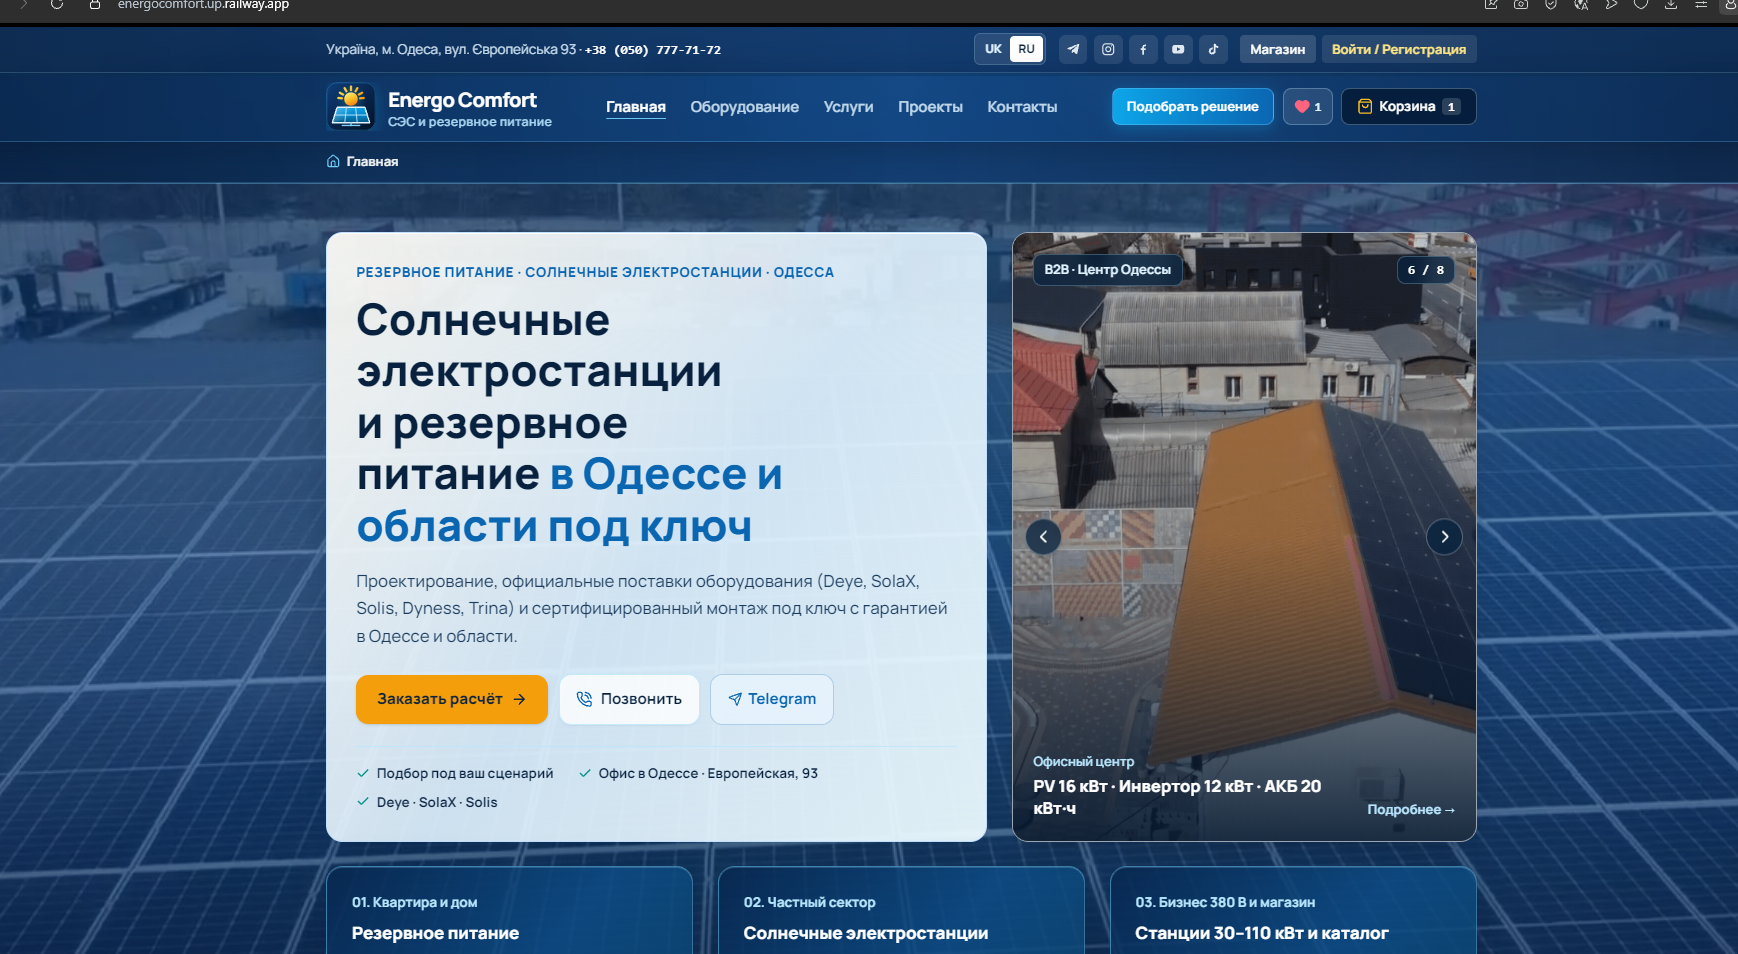 energocomfort.up.railway.app
Україна, м. Одеса, вул. Європейська 93 · +38 (050) 777-71-72
UK RU
Магазин
Войти / Регистрация
Energo Comfort
СЭС и резервное питание
Главная
Оборудование
Услуги
Проекты
Контакты
Подобрать решение
1
Корзина 1
Главная
РЕЗЕРВНОЕ ПИТАНИЕ · СОЛНЕЧНЫЕ ЭЛЕКТРОСТАНЦИИ · ОДЕССА
Солнечные
электростанции
и резервное
питание в Одессе и
области под ключ
Проектирование, официальные поставки оборудования (Deye, SolaX,
Solis, Dyness, Trina) и сертифицированный монтаж под ключ с гарантией
в Одессе и области.
Заказать расчёт →
Позвонить
Telegram
Подбор под ваш сценарий
Офис в Одессе · Европейская, 93
Deye · SolaX · Solis
B2B · Центр Одессы
6 / 8
Офисный центр
PV 16 кВт · Инвертор 12 кВт · АКБ 20
кВт·ч
Подробнее →
01. Квартира и дом
Резервное питание
02. Частный сектор
Солнечные электростанции
03. Бизнес 380 В и магазин
Станции 30–110 кВт и каталог